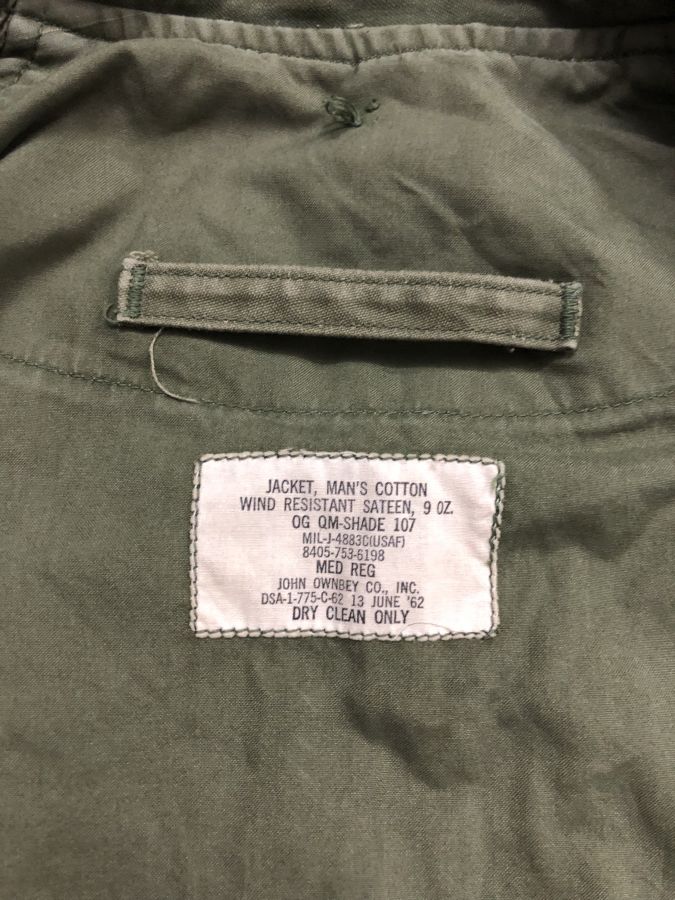 JACKET, MAN'S COTTON
WIND RESISTANT SATEEN, 9 OZ.
OG QM-SHADE 107
MIL-J-4883C(USAF)
8405-753-6198
MED REG
JOHN OWNBEY CO., INC.
DSA-1-775-C-62 13 JUNE '62
DRY CLEAN ONLY